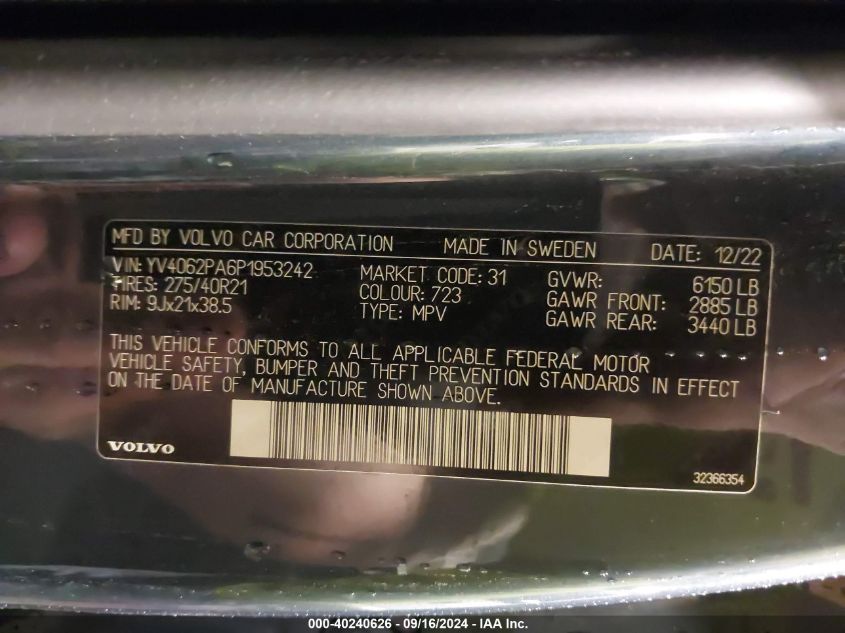 MFD BY VOLVO CAR CORPORATION MADE IN SWEDEN DATE: 12/22
VIN: YV4062PA6P1953242 MARKET CODE: 31 GVWR: 6150 LB
TIRES: 275/40R21 COLOUR: 723 GAWR FRONT: 2885 LB
RIM: 9Jx21x38.5 TYPE: MPV GAWR REAR: 3440 LB
THIS VEHICLE CONFORMS TO ALL APPLICABLE FEDERAL MOTOR
VEHICLE SAFETY, BUMPER AND THEFT PREVENTION STANDARDS IN EFFECT
ON THE DATE OF MANUFACTURE SHOWN ABOVE.
VOLVO
32366354
000-40240626 - 09/16/2024 - IAA Inc.